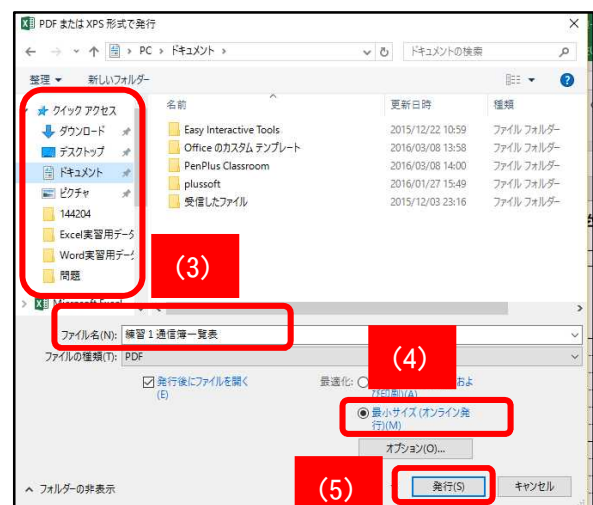 PDF または XPS 形式で発行
PC › ドキュメント ›
ドキュメントの検索
整理 新しいフォルダー
名前 更新日時 種類
クイック アクセス
ダウンロード
デスクトップ
ドキュメント
ピクチャ
144204
Excel実習用データ
Word実習用データ
問題
Easy Interactive Tools 2015/12/22 10:59 ファイル フォルダー
Office のカスタム テンプレート 2016/03/08 13:58 ファイル フォルダー
PenPlus Classroom 2016/03/08 14:00 ファイル フォルダー
plussoft 2016/01/27 15:49 ファイル フォルダー
受信したファイル 2015/12/03 23:16 ファイル フォルダー
(3)
ファイル名(N): 練習1通信簿一覧表
ファイルの種類(T): PDF
(4)
発行後にファイルを開く
(E)
最適化:
最小サイズ (オンライン発
行)(M)
オプション(O)...
(5)
フォルダーの非表示
発行(S)
キャンセル